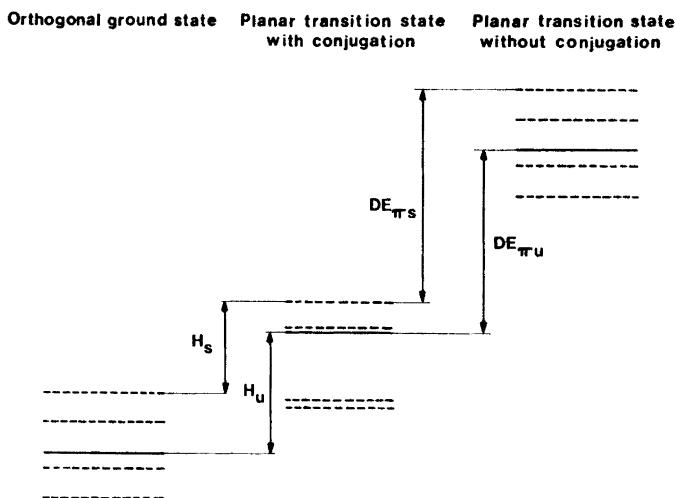 Orthogonal ground state
Planar transition state
with conjugation
Planar transition state
without conjugation
DEπs
DEπu
Hs
Hu